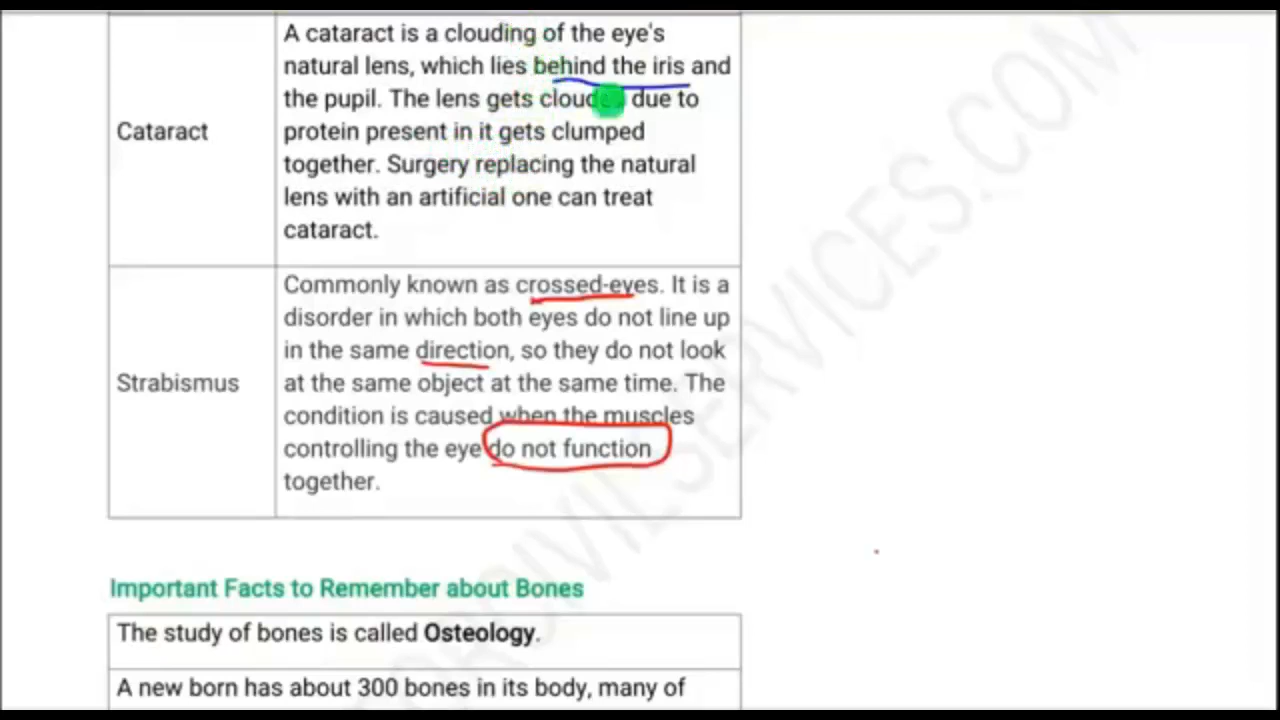 A cataract is a clouding of the eye's
natural lens, which lies behind the iris and
the pupil. The lens gets due to
Cataract
protein present in it gets clumped
together. Surgery replacing the natural
lens with an artificial one can treat
cataract.
Commonly known as crossed-eyes. It is a
disorder in which both eyes do not line up
in the same direction, so they do not look
Strabismus
at the same object at the same time. The
condition is caused when the muscles
controlling the eye do not function
together.
Important Facts to Remember about Bones
The study of bones is called Osteology.
A new born has about 300 bones in its body, many of